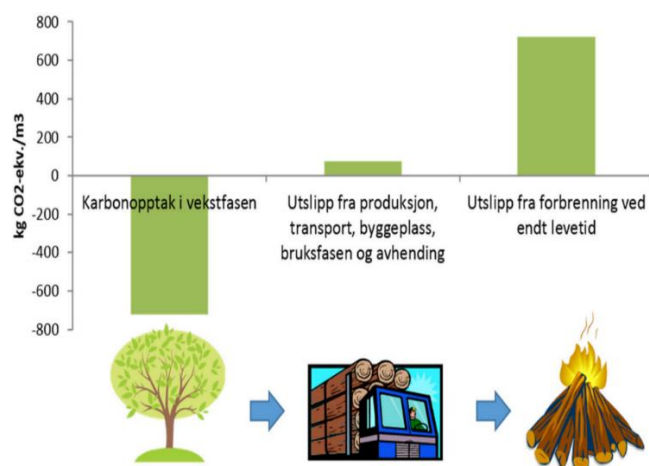 kg CO2-ekv./m3
800
600
400
200
0
-200
-400
-600
-800
Karbonopptak i vekstfasen
Utslipp fra produksjon,
transport, byggeplass,
bruksfasen og avhending
Utslipp fra forbrenning ved
endt levetid